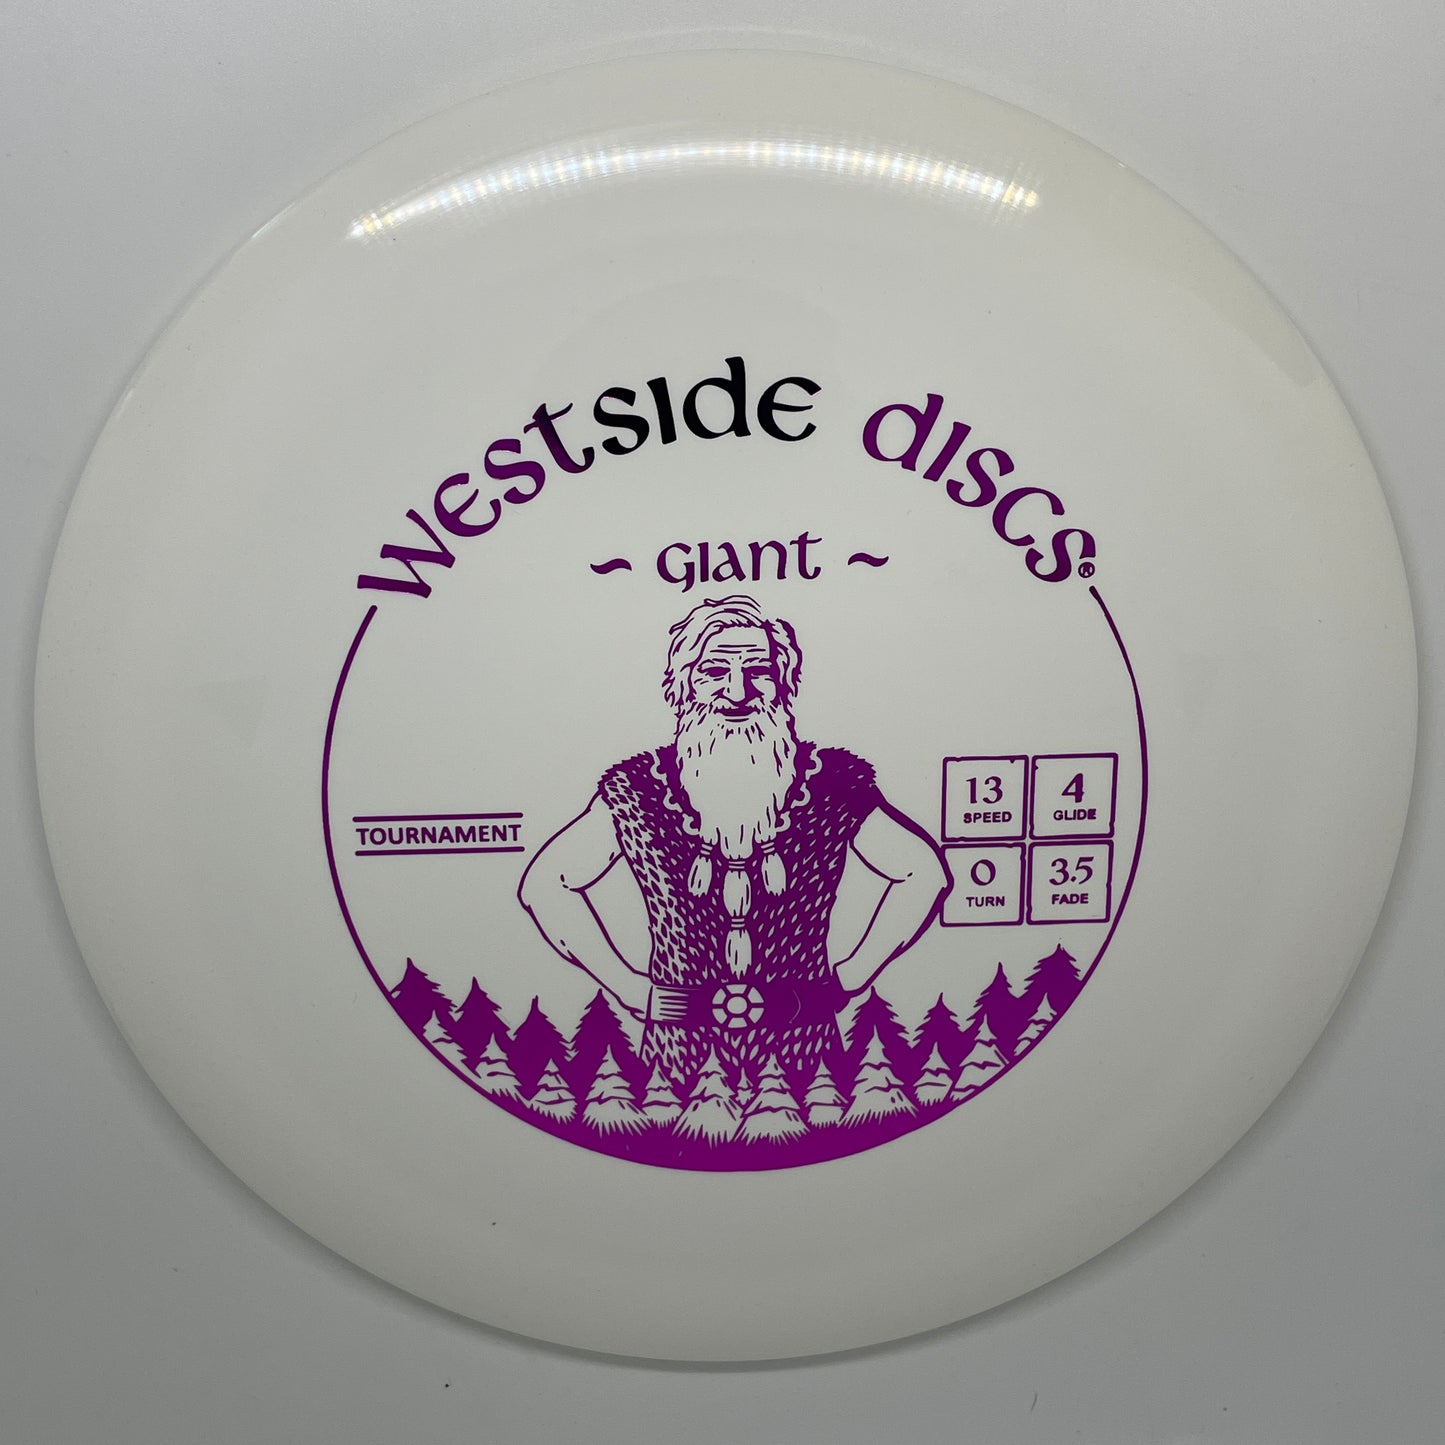 westside discs®
~ Giant ~
TOURNAMENT
13
SPEED
4
GLIDE
0
TURN
3.5
FADE